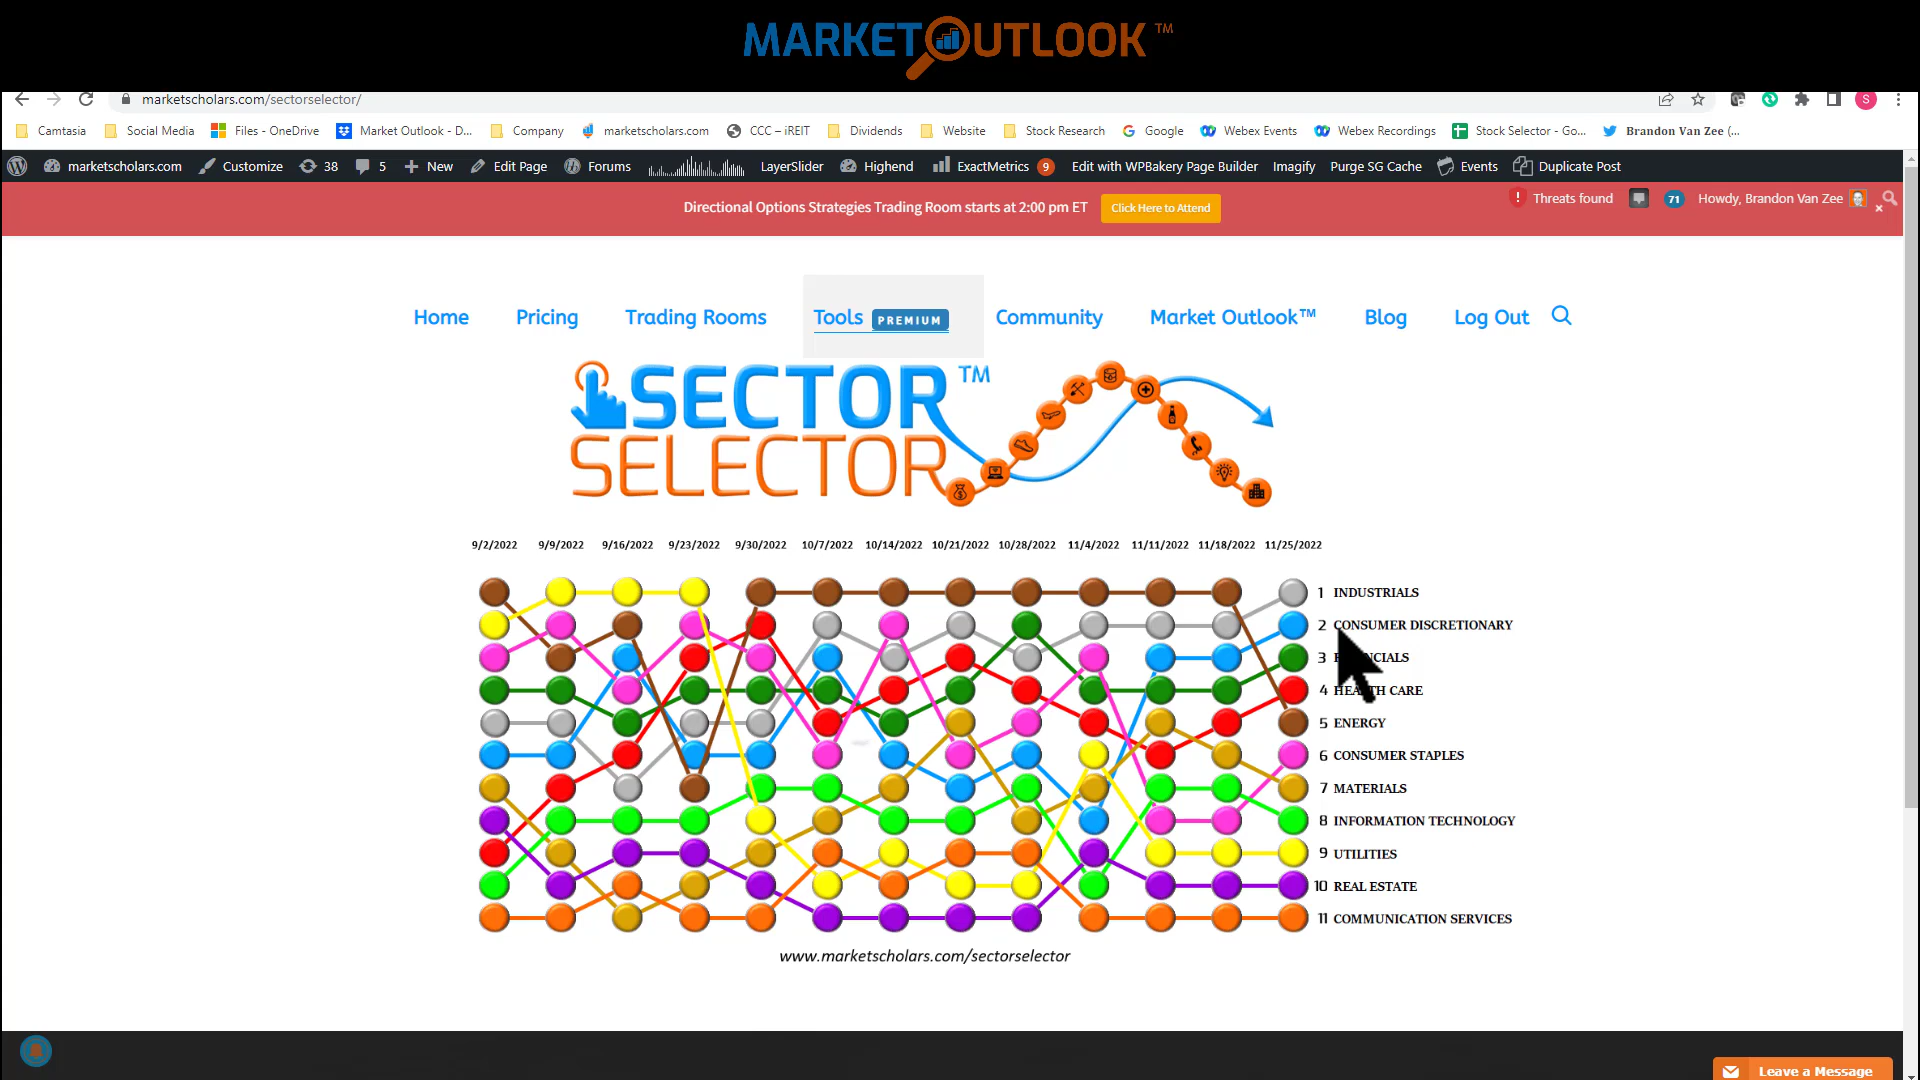 MARKETOUTLOOK™
marketscholars.com/sectorselector/
Camtasia Social Media Files - OneDrive Market Outlook - D... Company marketscholars.com CCC – iREIT Dividends Website Stock Research Google Webex Events Webex Recordings Stock Selector - Go... Brandon Van Zee (...
marketscholars.com Customize 38 5 New Edit Page Forums LayerSlider Highend ExactMetrics 9 Edit with WPBakery Page Builder Imagify Purge SG Cache Events Duplicate Post
Directional Options Strategies Trading Room starts at 2:00 pm ET Click Here to Attend
! Threats found 71 Howdy, Brandon Van Zee
Home Pricing Trading Rooms Tools PREMIUM Community Market Outlook™ Blog Log Out
SECTOR™
SELECTOR
9/2/2022 9/9/2022 9/16/2022 9/23/2022 9/30/2022 10/7/2022 10/14/2022 10/21/2022 10/28/2022 11/4/2022 11/11/2022 11/18/2022 11/25/2022
1 INDUSTRIALS
2 CONSUMER DISCRETIONARY
3
4 HEALTH CARE
5 ENERGY
6 CONSUMER STAPLES
7 MATERIALS
8 INFORMATION TECHNOLOGY
9 UTILITIES
10 REAL ESTATE
11 COMMUNICATION SERVICES
www.marketscholars.com/sectorselector
Leave a Message